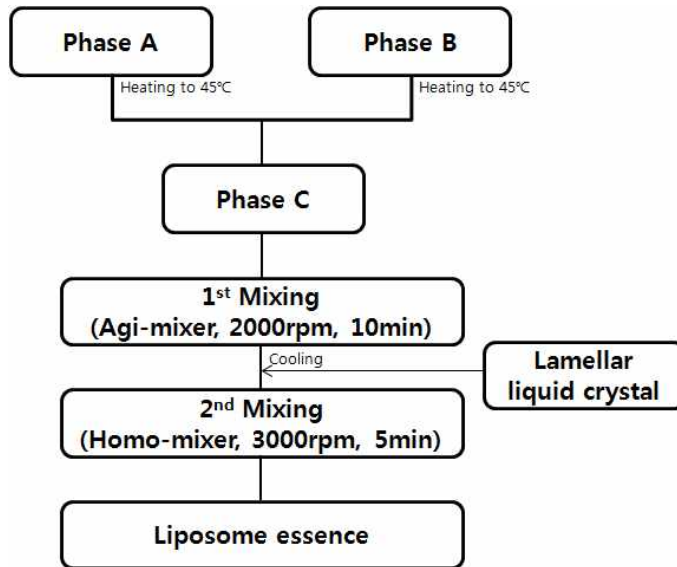 Phase A
Phase B
Heating to 45℃
Heating to 45℃
Phase C
1st Mixing
(Agi-mixer, 2000rpm, 10min)
Cooling
Lamellar
liquid crystal
2nd Mixing
(Homo-mixer, 3000rpm, 5min)
Liposome essence